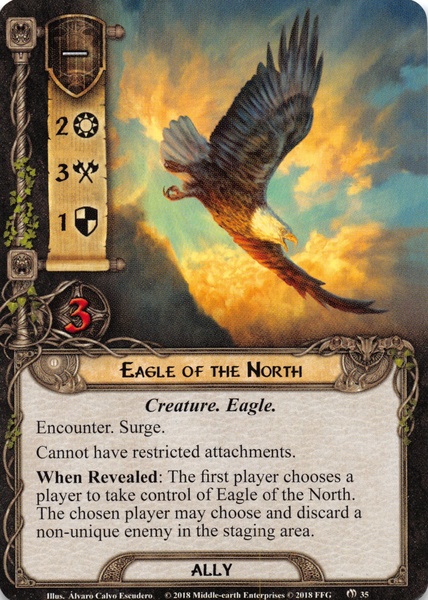 –
2
3
1
3
Eagle of the North
Creature. Eagle.
Encounter. Surge.
Cannot have restricted attachments.
When Revealed: The first player chooses a
player to take control of Eagle of the North.
The chosen player may choose and discard a
non-unique enemy in the staging area.
ALLY
Illus. Álvaro Calvo Escudero © 2018 Middle-earth Enterprises © 2018 FFG 35